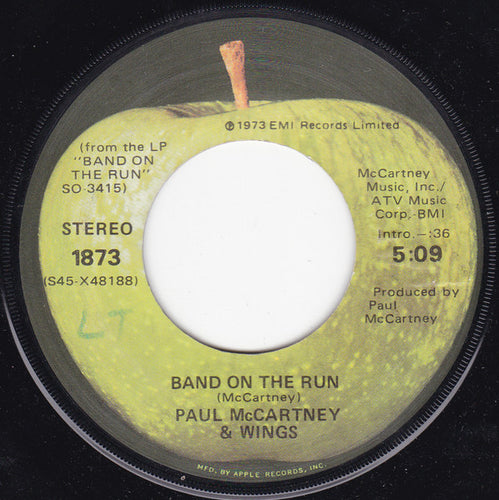 ℗1973 EMI Records Limited
(from the LP
"BAND ON
THE RUN"
SO-3415)
STEREO
1873
(S45-X48188)
LT
McCartney
Music, Inc./
ATV Music
Corp.-BMI
Intro.-:36
5:09
Produced by
Paul
McCartney
BAND ON THE RUN
(McCartney)
PAUL McCARTNEY
& WINGS
MFD. BY APPLE RECORDS, INC.